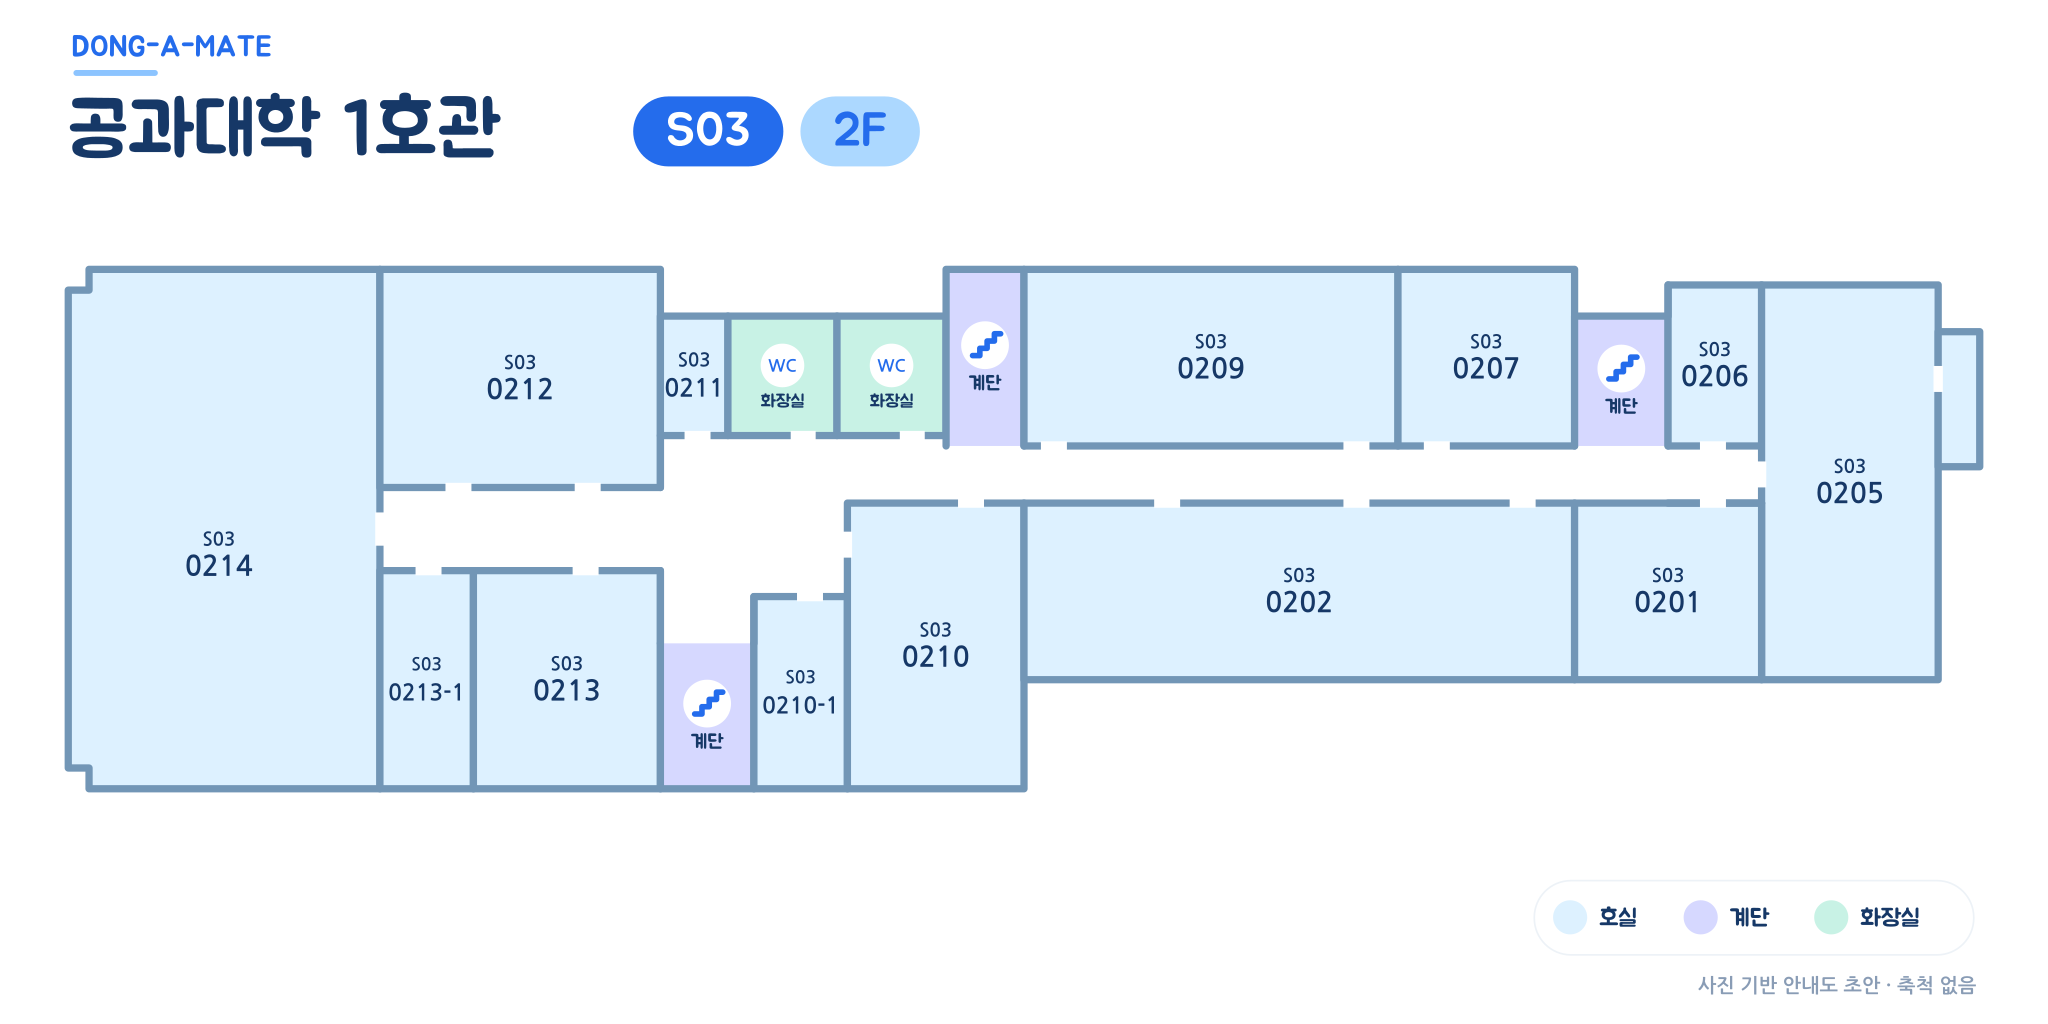 DONG-A-MATE
공과대학 1호관
S03
2F
S03
0212
S03
0211
WC
화장실
WC
화장실
계단
S03
0209
S03
0207
계단
S03
0206
S03
0205
S03
0214
S03
0213-1
S03
0213
계단
S03
0210-1
S03
0210
S03
0202
S03
0201
호실
계단
화장실
사진 기반 안내도 초안 · 축척 없음